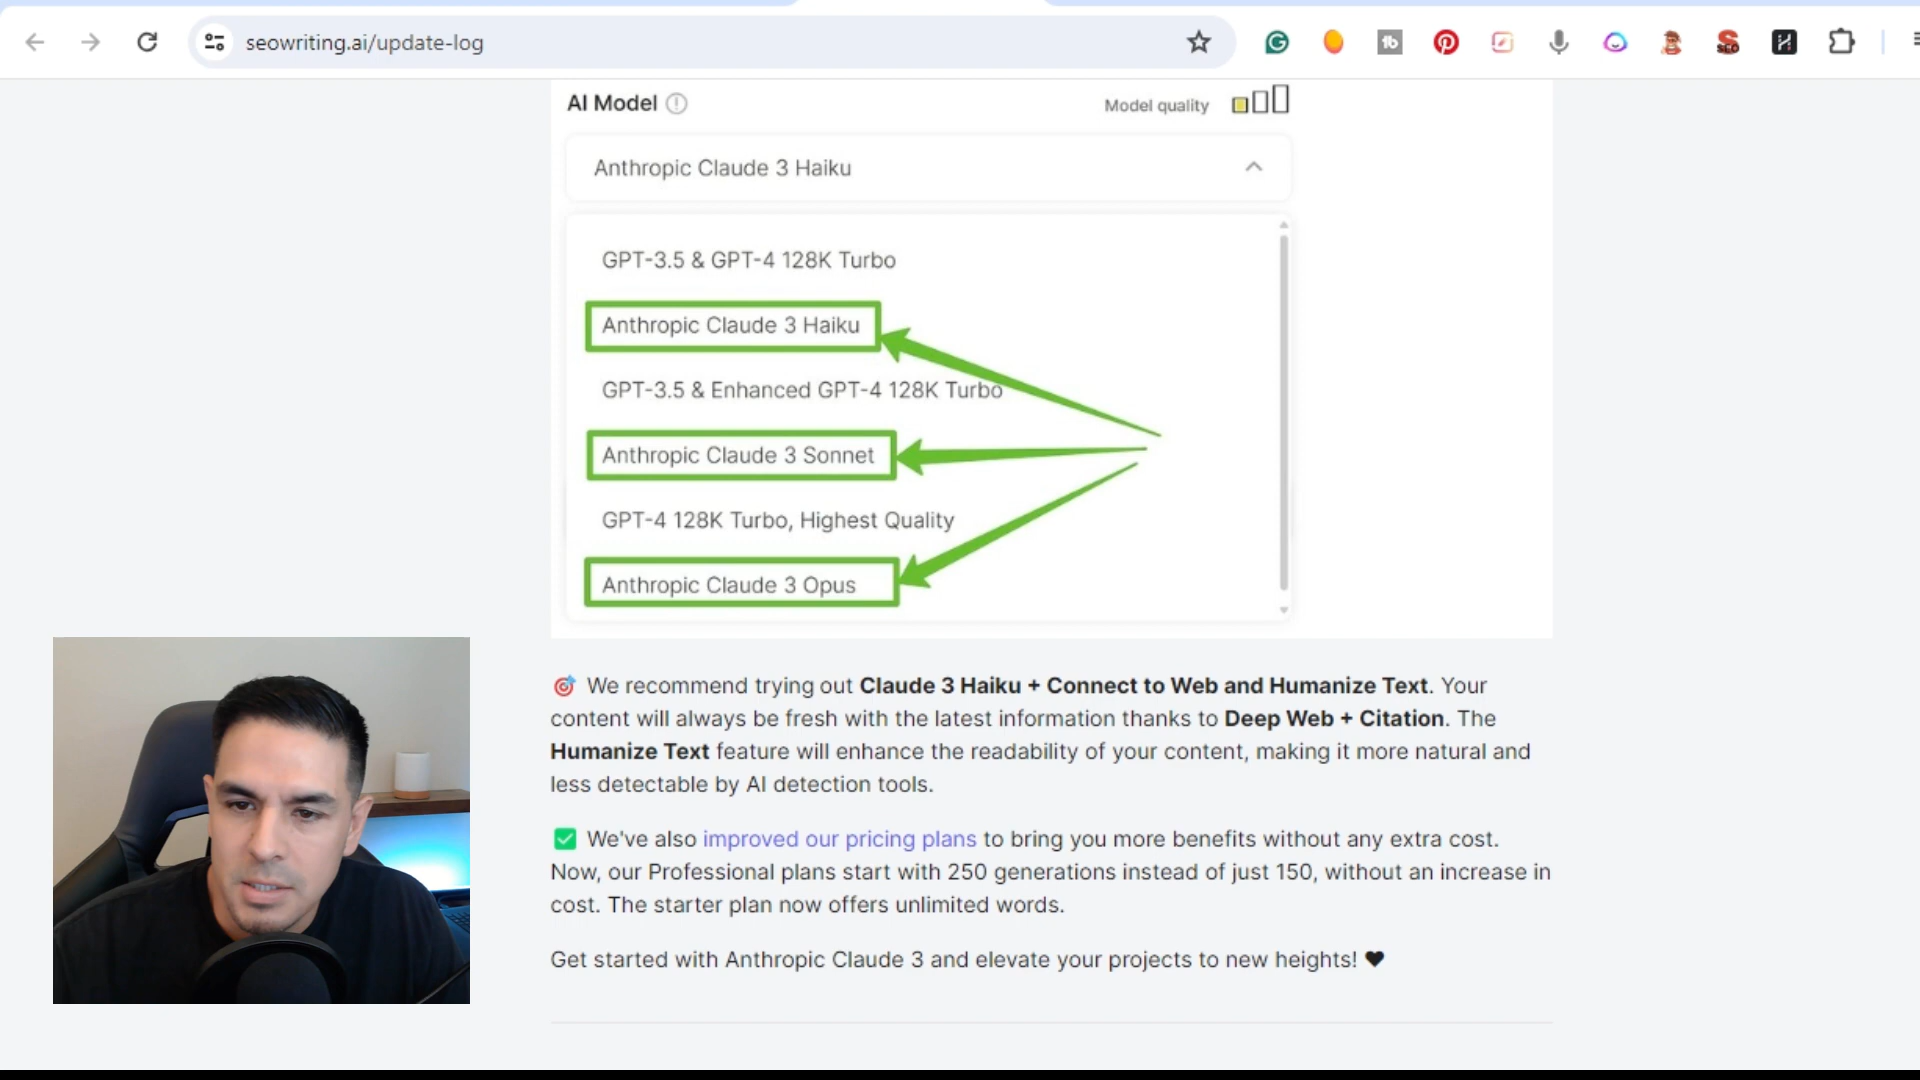 seowriting.ai/update-log
AI Model
Model quality
Anthropic Claude 3 Haiku
GPT-3.5 & GPT-4 128K Turbo
Anthropic Claude 3 Haiku
GPT-3.5 & Enhanced GPT-4 128K Turbo
Anthropic Claude 3 Sonnet
GPT-4 128K Turbo, Highest Quality
Anthropic Claude 3 Opus
🎯 We recommend trying out Claude 3 Haiku + Connect to Web and Humanize Text. Your
content will always be fresh with the latest information thanks to Deep Web + Citation. The
Humanize Text feature will enhance the readability of your content, making it more natural and
less detectable by AI detection tools.
✅ We've also improved our pricing plans to bring you more benefits without any extra cost.
Now, our Professional plans start with 250 generations instead of just 150, without an increase in
cost. The starter plan now offers unlimited words.
Get started with Anthropic Claude 3 and elevate your projects to new heights! 🖤